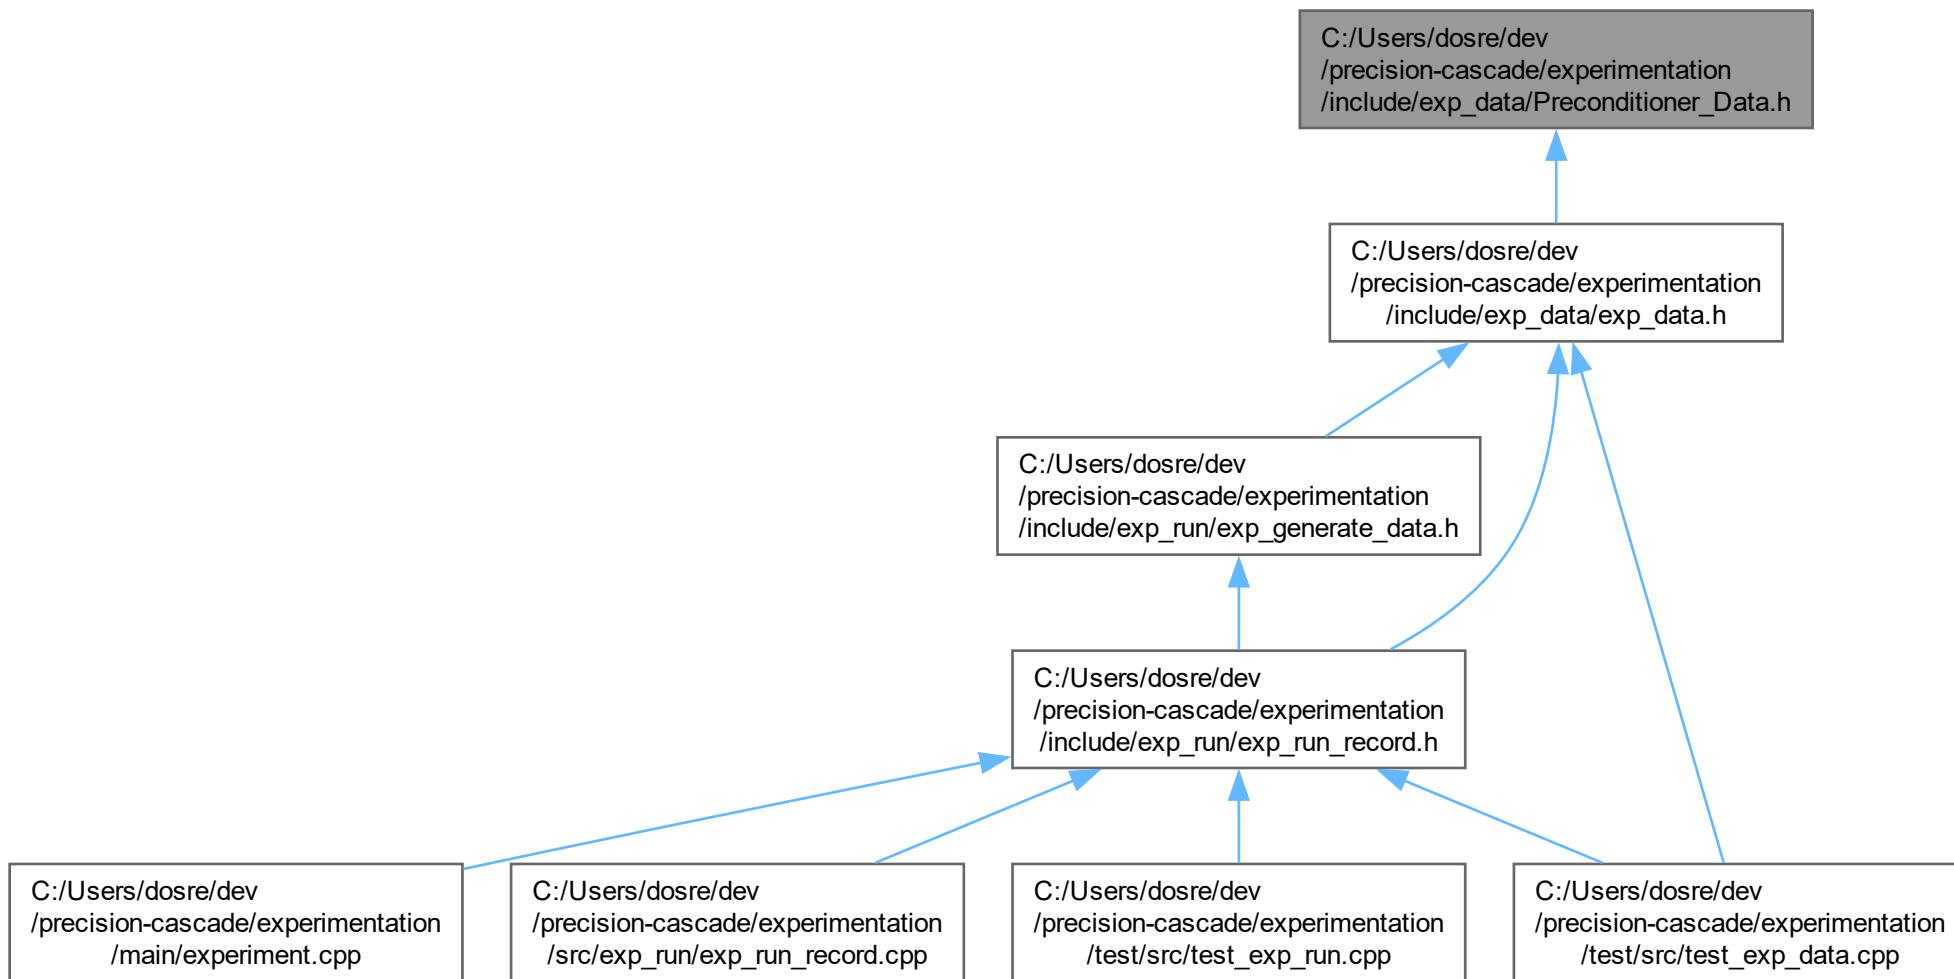 C:/Users/dosre/dev
/precision-cascade/experimentation
/include/exp_data/Preconditioner_Data.h
C:/Users/dosre/dev
/precision-cascade/experimentation
/include/exp_data/exp_data.h
C:/Users/dosre/dev
/precision-cascade/experimentation
/include/exp_run/exp_generate_data.h
C:/Users/dosre/dev
/precision-cascade/experimentation
/include/exp_run/exp_run_record.h
C:/Users/dosre/dev
/precision-cascade/experimentation
/main/experiment.cpp
C:/Users/dosre/dev
/precision-cascade/experimentation
/src/exp_run/exp_run_record.cpp
C:/Users/dosre/dev
/precision-cascade/experimentation
/test/src/test_exp_run.cpp
C:/Users/dosre/dev
/precision-cascade/experimentation
/test/src/test_exp_data.cpp